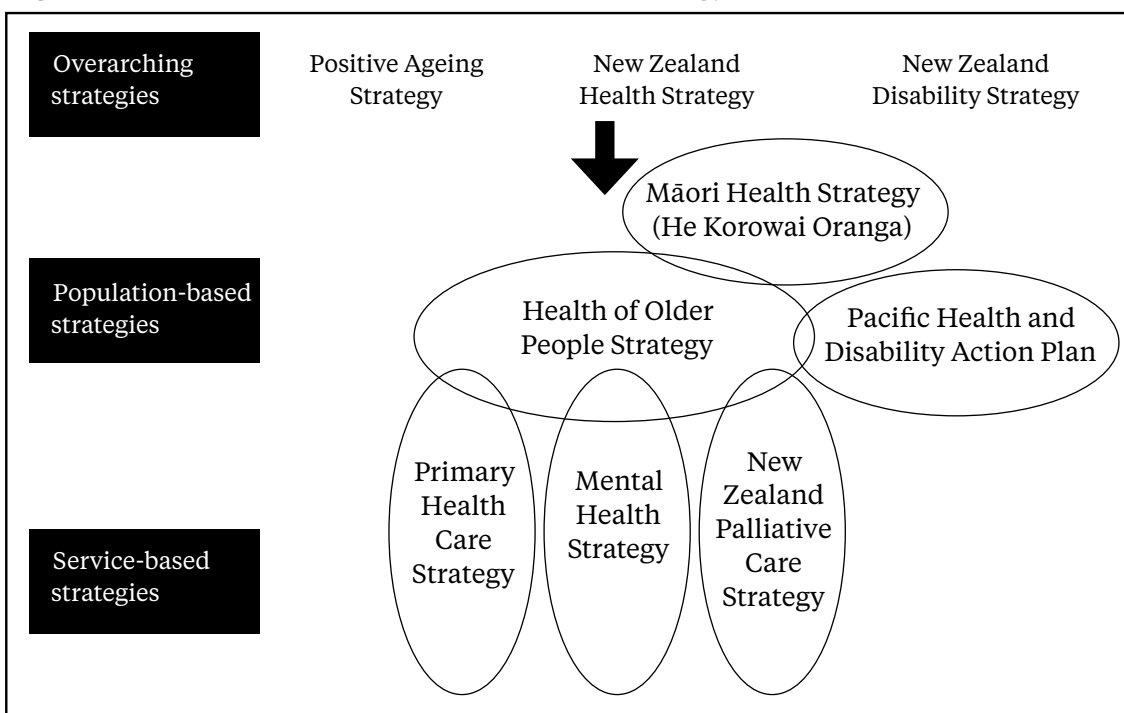 Overarching
strategies
Positive Ageing
Strategy
New Zealand
Health Strategy
New Zealand
Disability Strategy
Māori Health Strategy
(He Korowai Oranga)
Population-based
strategies
Health of Older
People Strategy
Pacific Health and
Disability Action Plan
Primary
Health
Care
Strategy
Mental
Health
Strategy
New
Zealand
Palliative
Care
Strategy
Service-based
strategies